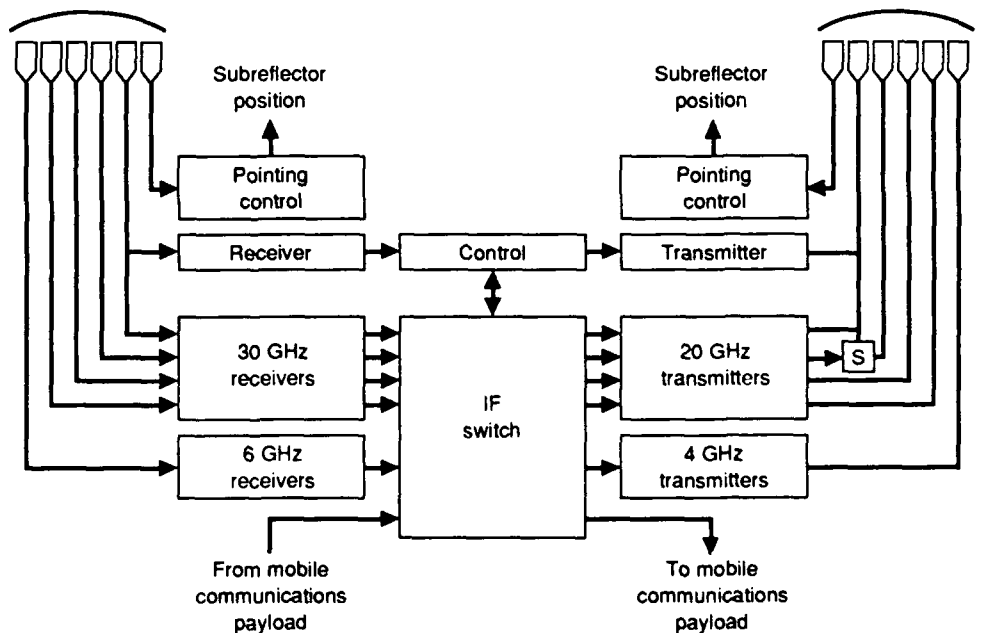 Subreflector
position
Subreflector
position
Pointing
control
Pointing
control
Receiver
Control
Transmitter
30 GHz
receivers
IF
switch
20 GHz
transmitters
S
6 GHz
receivers
4 GHz
transmitters
From mobile
communications
payload
To mobile
communications
payload